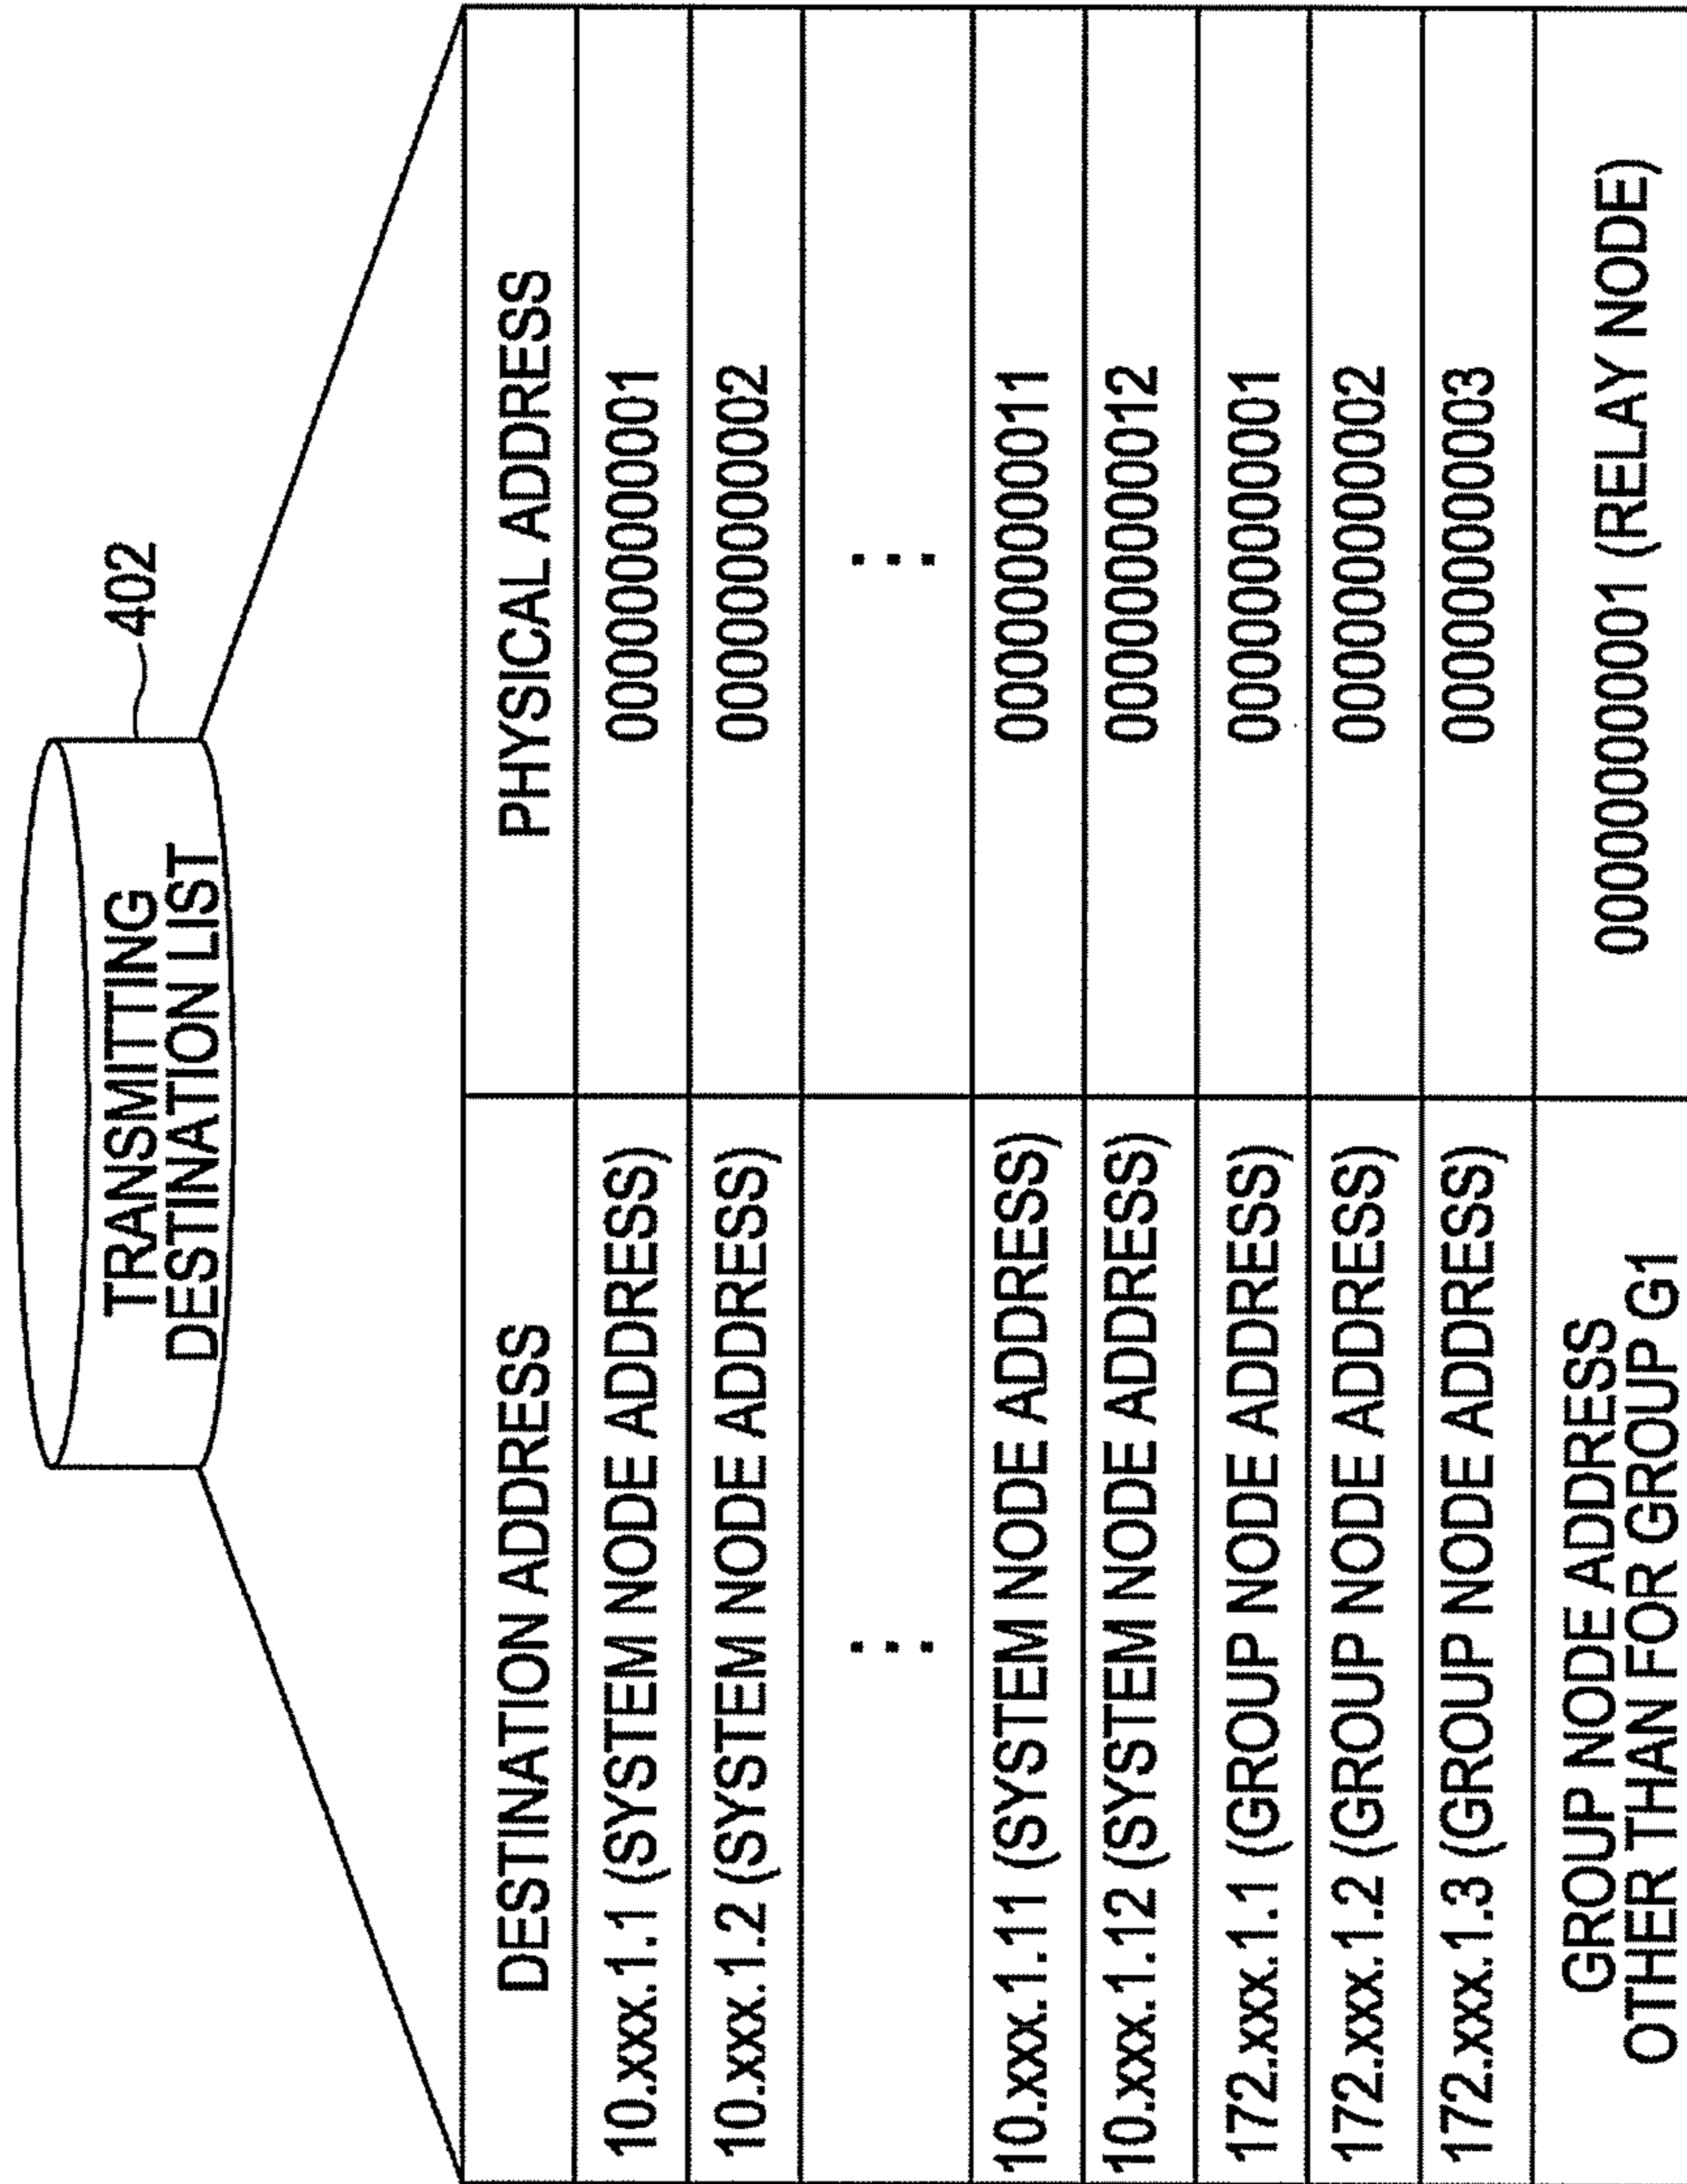 TRANSMITTING
DESTINATION LIST
402
DESTINATION ADDRESS PHYSICAL ADDRESS
10.xxx.1.1 (SYSTEM NODE ADDRESS) 000000000001
10.xxx.1.2 (SYSTEM NODE ADDRESS) 000000000002
... ...
10.xxx.1.11 (SYSTEM NODE ADDRESS) 000000000011
10.xxx.1.12 (SYSTEM NODE ADDRESS) 000000000012
172.xxx.1.1 (GROUP NODE ADDRESS) 000000000001
172.xxx.1.2 (GROUP NODE ADDRESS) 000000000002
172.xxx.1.3 (GROUP NODE ADDRESS) 000000000003
GROUP NODE ADDRESS
OTHER THAN FOR GROUP G1
000000000001 (RELAY NODE)